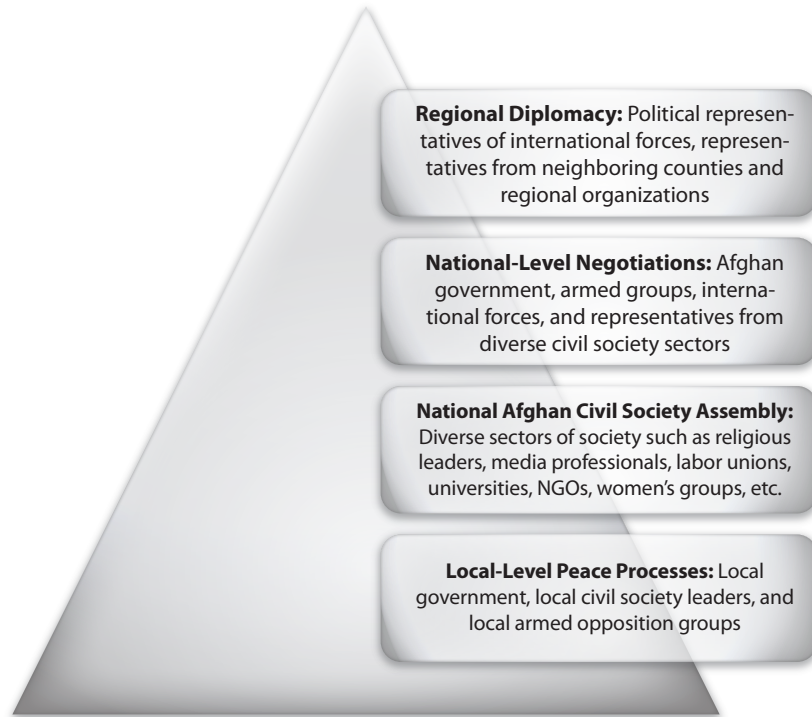 Regional Diplomacy: Political represen-
tatives of international forces, represen-
tatives from neighboring counties and
regional organizations
National-Level Negotiations: Afghan
government, armed groups, interna-
tional forces, and representatives from
diverse civil society sectors
National Afghan Civil Society Assembly:
Diverse sectors of society such as religious
leaders, media professionals, labor unions,
universities, NGOs, women’s groups, etc.
Local-Level Peace Processes: Local
government, local civil society leaders, and
local armed opposition groups